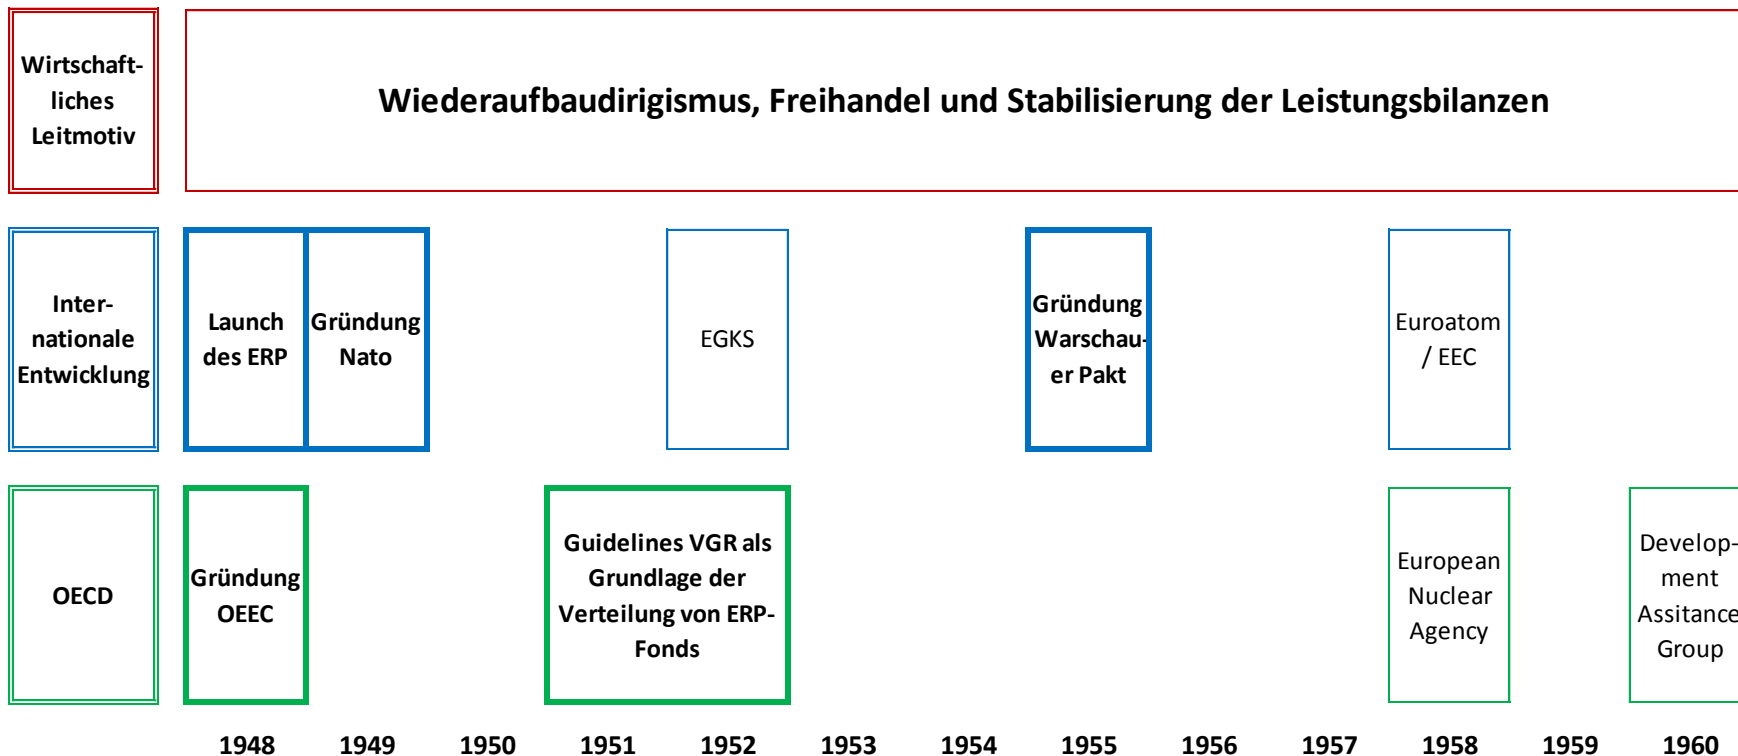 Wirtschaft-
liches
Leitmotiv
Wiederaufbaudirigismus, Freihandel und Stabilisierung der Leistungsbilanzen
Inter-
nationale
Entwicklung
Launch
des ERP
Gründung
Nato
EGKS
Gründung
Warschau-
er Pakt
Euroatom
/ EEC
OECD
Gründung
OEEC
Guidelines VGR als
Grundlage der
Verteilung von ERP-
Fonds
European
Nuclear
Agency
Develop-
ment
Assitance
Group
1948 1949 1950 1951 1952 1953 1954 1955 1956 1957 1958 1959 1960